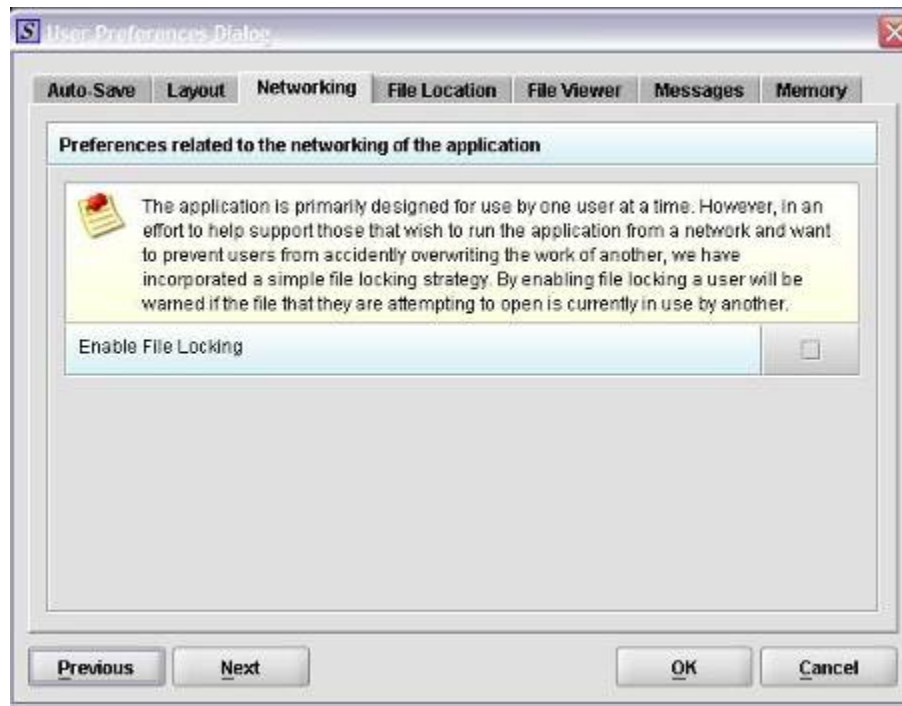 S User Preferences Dialog
Auto-Save Layout Networking File Location File Viewer Messages Memory
Preferences related to the networking of the application
The application is primarily designed for use by one user at a time. However, in an
effort to help support those that wish to run the application from a network and want
to prevent users from accidently overwriting the work of another, we have
incorporated a simple file locking strategy. By enabling file locking a user will be
warned if the file that they are attempting to open is currently in use by another.
Enable File Locking
Previous Next OK Cancel